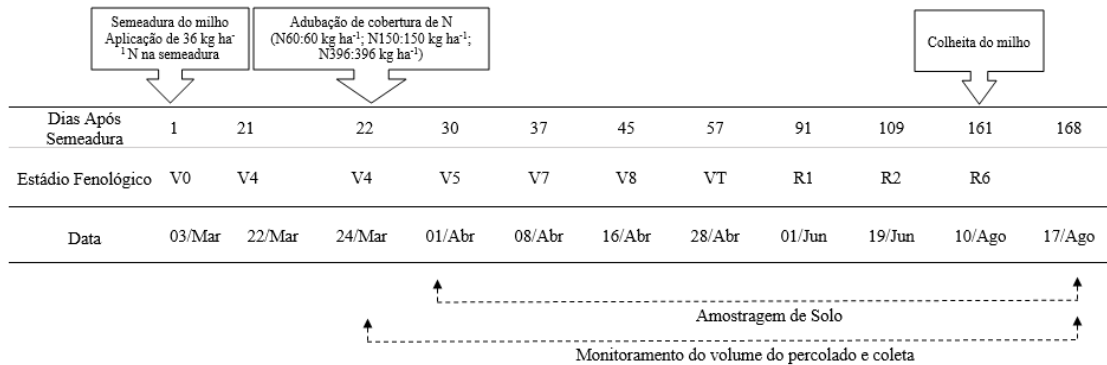 Semeadura do milho
Aplicação de 36 kg ha-
¹ N na semeadura
Adubação de cobertura de N
(N60:60 kg ha⁻¹; N150:150 kg ha⁻¹;
N396:396 kg ha⁻¹)
Colheita do milho
Dias Após
Semeadura
1 21 22 30 37 45 57 91 109 161 168
Estádio Fenológico V0 V4 V4 V5 V7 V8 VT R1 R2 R6
Data 03/Mar 22/Mar 24/Mar 01/Abr 08/Abr 16/Abr 28/Abr 01/Jun 19/Jun 10/Ago 17/Ago
Amostragem de Solo
Monitoramento do volume do percolado e coleta